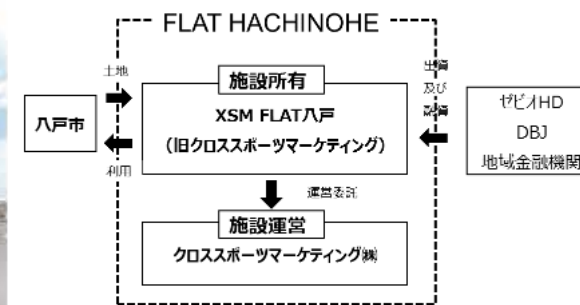 FLAT HACHINOHE
土地
八戸市
利用
施設所有
XSM FLAT八戸
(旧クロススポーツマーケティング)
出資
及び
融資
ゼビオHD
DBJ
地域金融機関
運営委託
施設運営
クロススポーツマーケティング㈱